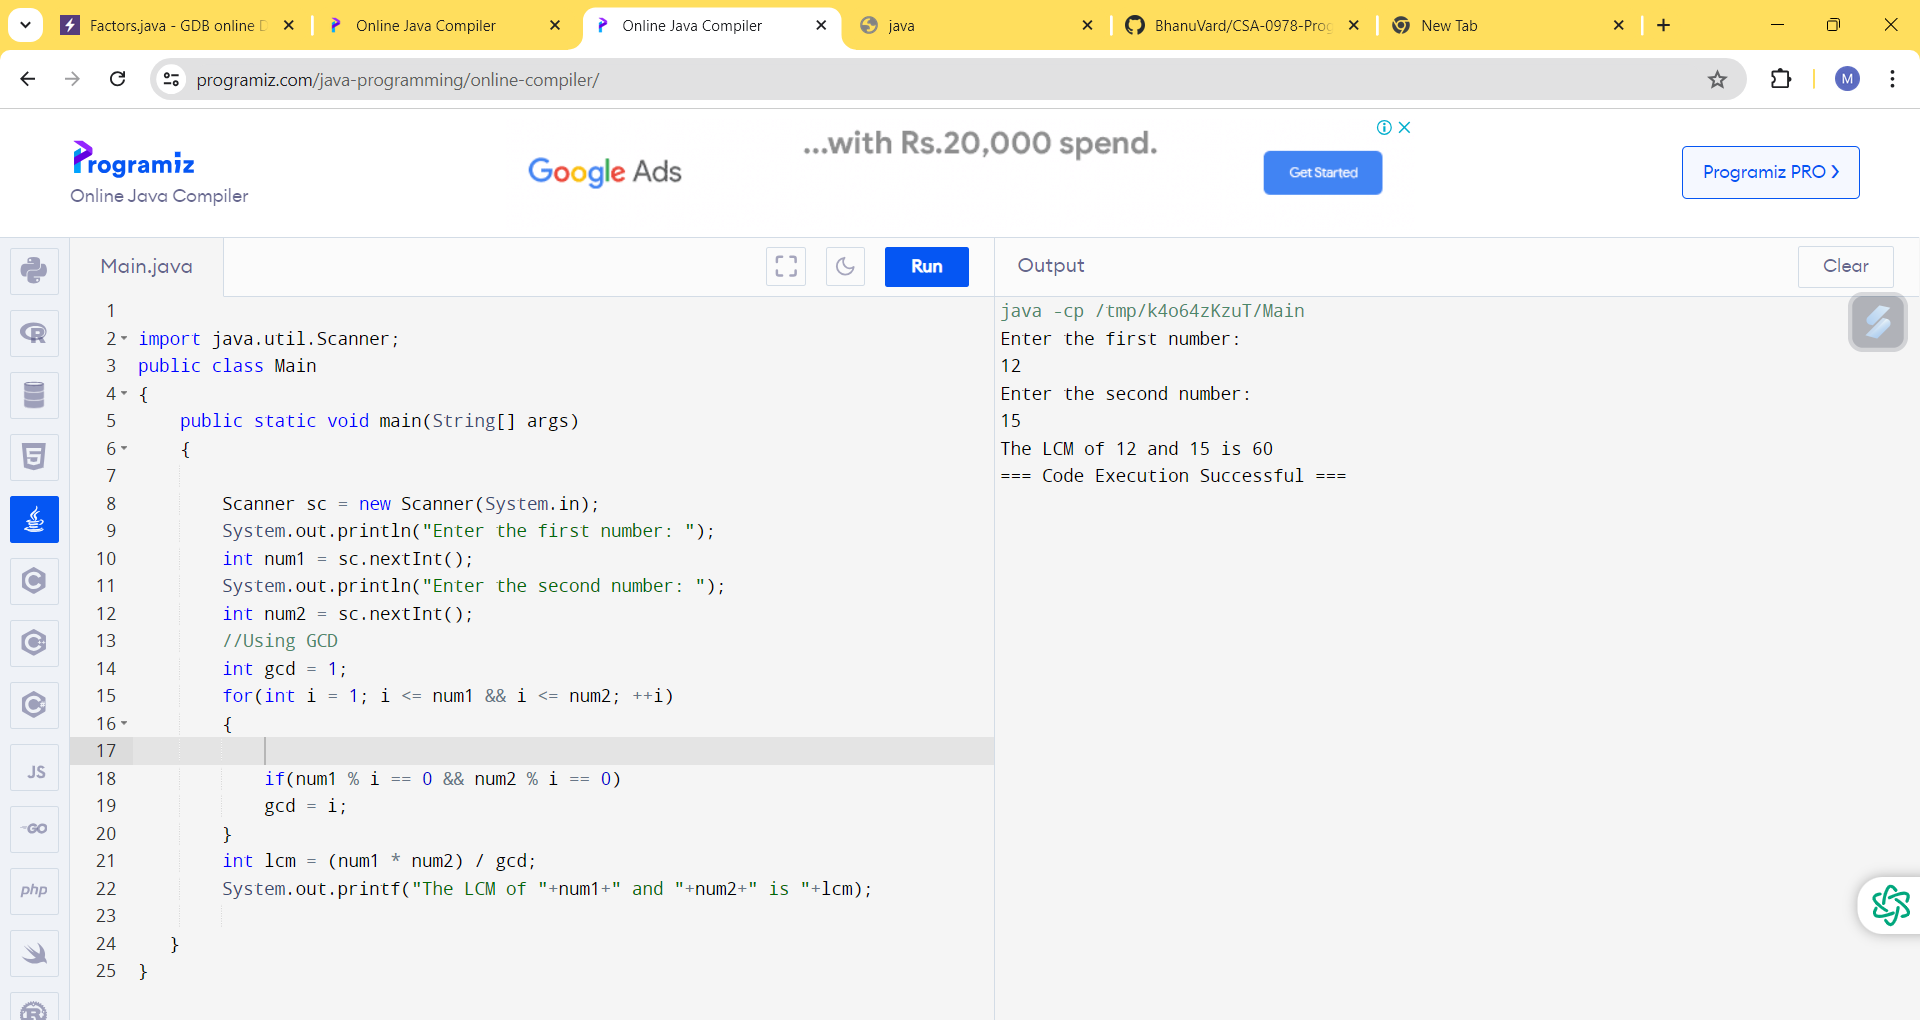 Factors.java - GDB online D
Online Java Compiler
Online Java Compiler
java
BhanuVard/CSA-0978-Prog
New Tab
programiz.com/java-programming/online-compiler/
M
Programiz
Online Java Compiler
Google Ads
...with Rs.20,000 spend.
Get Started
Programiz PRO ❯
Main.java
Run
Output
Clear
1
2 import java.util.Scanner;
3 public class Main
4 {
5 public static void main(String[] args)
6 {
7
8 Scanner sc = new Scanner(System.in);
9 System.out.println("Enter the first number: ");
10 int num1 = sc.nextInt();
11 System.out.println("Enter the second number: ");
12 int num2 = sc.nextInt();
13 //Using GCD
14 int gcd = 1;
15 for(int i = 1; i <= num1 && i <= num2; ++i)
16 {
17
18 if(num1 % i == 0 && num2 % i == 0)
19 gcd = i;
20 }
21 int lcm = (num1 * num2) / gcd;
22 System.out.printf("The LCM of "+num1+" and "+num2+" is "+lcm);
23
24 }
25 }
java -cp /tmp/k4o64zKzuT/Main
Enter the first number:
12
Enter the second number:
15
The LCM of 12 and 15 is 60
=== Code Execution Successful ===
R
5
C
C
C
JS
GO
php
R